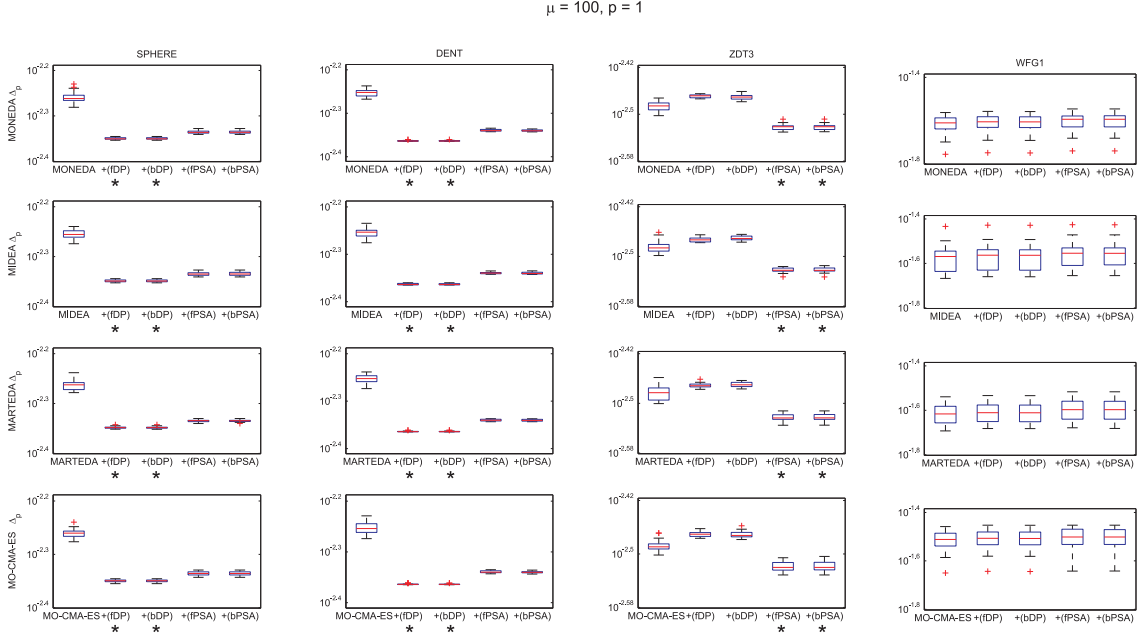 μ = 100, p = 1
SPHERE
DENT
ZDT3
WFG1
MONEDA Δp
10^-2.2
10^-2.3
10^-2.4
MONEDA +(fDP) +(bDP) +(fPSA) +(bPSA)
* *
10^-2.2
10^-2.3
10^-2.4
MONEDA +(fDP) +(bDP) +(fPSA) +(bPSA)
* *
10^-2.42
10^-2.5
10^-2.58
MONEDA +(fDP) +(bDP) +(fPSA) +(bPSA)
* *
10^-1.4
10^-1.8
MONEDA +(fDP) +(bDP) +(fPSA) +(bPSA)
MIDEA Δp
10^-2.2
10^-2.3
10^-2.4
MIDEA +(fDP) +(bDP) +(fPSA) +(bPSA)
* *
10^-2.2
10^-2.3
10^-2.4
MIDEA +(fDP) +(bDP) +(fPSA) +(bPSA)
* *
10^-2.42
10^-2.5
10^-2.58
MIDEA +(fDP) +(bDP) +(fPSA) +(bPSA)
* *
10^-1.4
10^-1.6
10^-1.8
MIDEA +(fDP) +(bDP) +(fPSA) +(bPSA)
MARTEDA Δp
10^-2.2
10^-2.3
10^-2.4
MARTEDA +(fDP) +(bDP) +(fPSA) +(bPSA)
* *
10^-2.2
10^-2.3
10^-2.4
MARTEDA +(fDP) +(bDP) +(fPSA) +(bPSA)
* *
10^-2.42
10^-2.5
10^-2.58
MARTEDA +(fDP) +(bDP) +(fPSA) +(bPSA)
* *
10^-1.4
10^-1.6
10^-1.8
MARTEDA +(fDP) +(bDP) +(fPSA) +(bPSA)
MO-CMA-ES Δp
10^-2.2
10^-2.3
10^-2.4
MO-CMA-ES +(fDP) +(bDP) +(fPSA) +(bPSA)
* *
10^-2.2
10^-2.3
10^-2.4
MO-CMA-ES +(fDP) +(bDP) +(fPSA) +(bPSA)
* *
10^-2.42
10^-2.5
10^-2.58
MO-CMA-ES +(fDP) +(bDP) +(fPSA) +(bPSA)
* *
10^-1.4
10^-1.6
10^-1.8
MO-CMA-ES +(fDP) +(bDP) +(fPSA) +(bPSA)